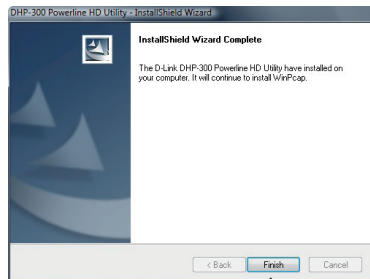 DHP-300 Powerline HD Utility - InstallShield Wizard
InstallShield Wizard Complete
The D-Link DHP-300 Powerline HD Utility have installed on
your computer. It will continue to install WinPcap.
< Back Finish Cancel